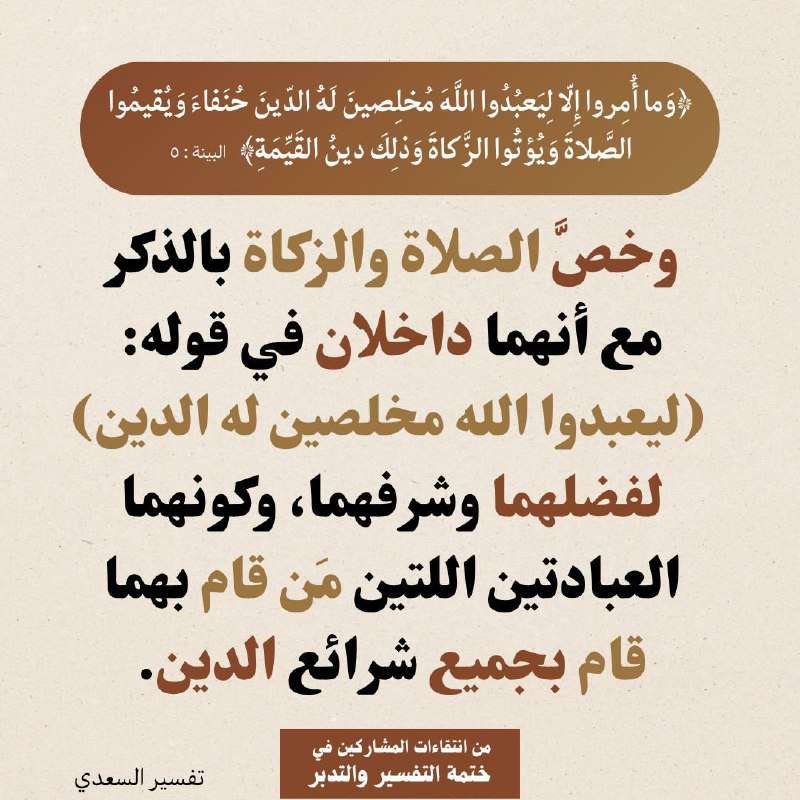 ﴿وَما أُمِروا إِلّا لِيَعبُدُوا اللَّهَ مُخلِصينَ لَهُ الدّينَ حُنَفاءَ وَيُقيمُوا
الصَّلاةَ وَيُؤتُوا الزَّكاةَ وَذلِكَ دينُ القَيِّمَةِ﴾ البينة: ٥
وخصَّ الصلاة والزكاة بالذكر
مع أنهما داخلان في قوله:
(ليعبدوا الله مخلصين له الدين)
لفضلهما وشرفهما، وكونهما
العبادتين اللتين مَن قام بهما
قام بجميع شرائع الدين.
من انتقاءات المشاركين في
ختمة التفسير والتدبر
تفسير السعدي